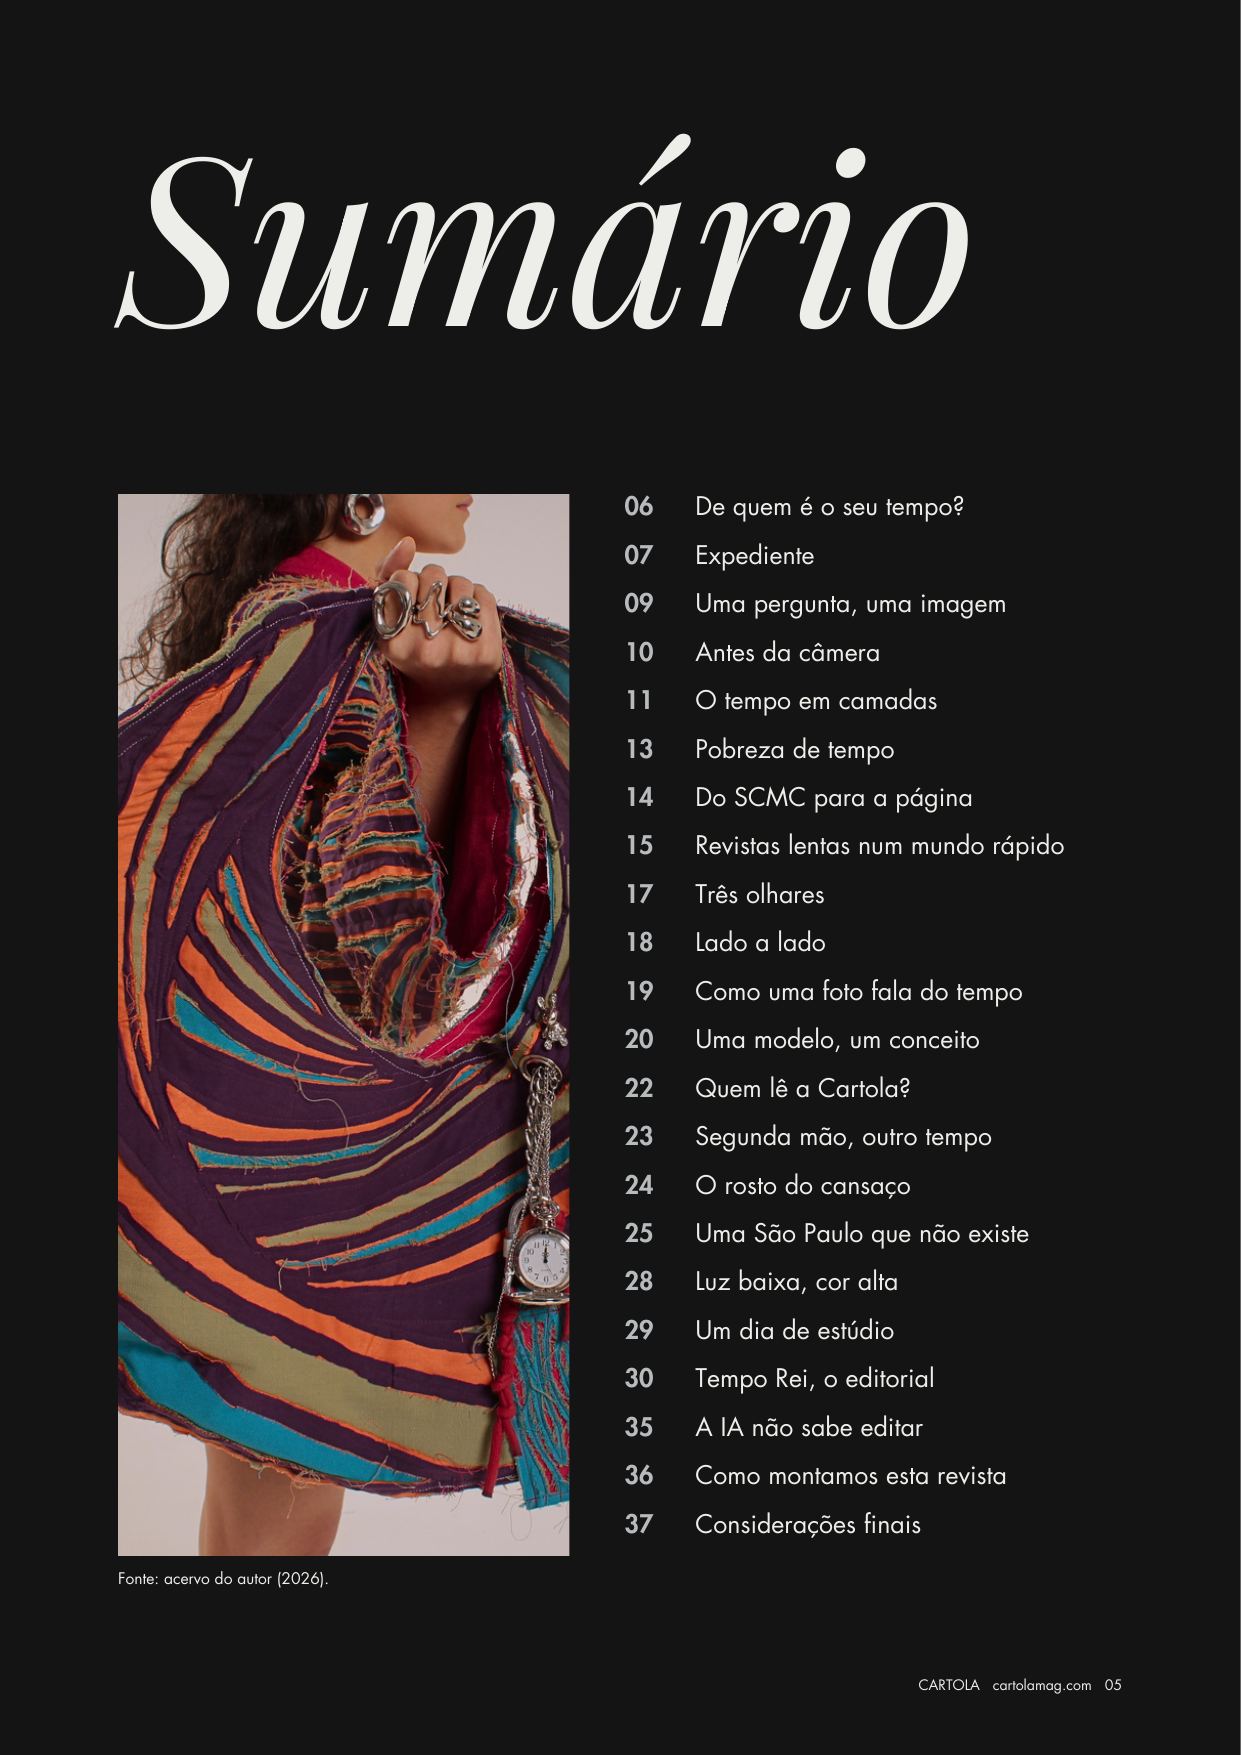 Sumário
06 De quem é o seu tempo?
07 Expediente
09 Uma pergunta, uma imagem
10 Antes da câmera
11 O tempo em camadas
13 Pobreza de tempo
14 Do SCMC para a página
15 Revistas lentas num mundo rápido
17 Três olhares
18 Lado a lado
19 Como uma foto fala do tempo
20 Uma modelo, um conceito
22 Quem lê a Cartola?
23 Segunda mão, outro tempo
24 O rosto do cansaço
25 Uma São Paulo que não existe
28 Luz baixa, cor alta
29 Um dia de estúdio
30 Tempo Rei, o editorial
35 A IA não sabe editar
36 Como montamos esta revista
37 Considerações finais
Fonte: acervo do autor (2026).
CARTOLA cartolamag.com 05